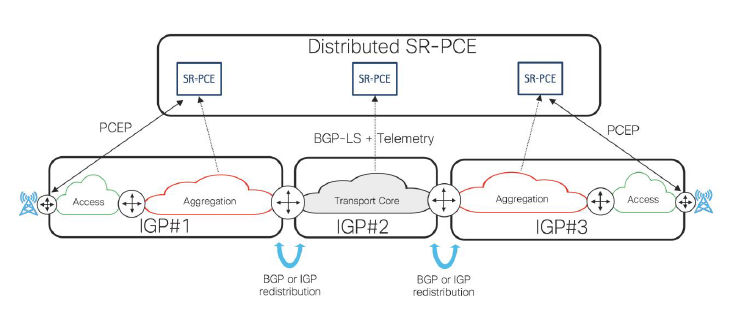 Distributed SR-PCE
SR-PCE
SR-PCE
SR-PCE
PCEP
BGP-LS + Telemetry
PCEP
Access
Aggregation
Transport Core
Aggregation
Access
IGP#1
IGP#2
IGP#3
BGP or IGP
redistribution
BGP or IGP
redistribution